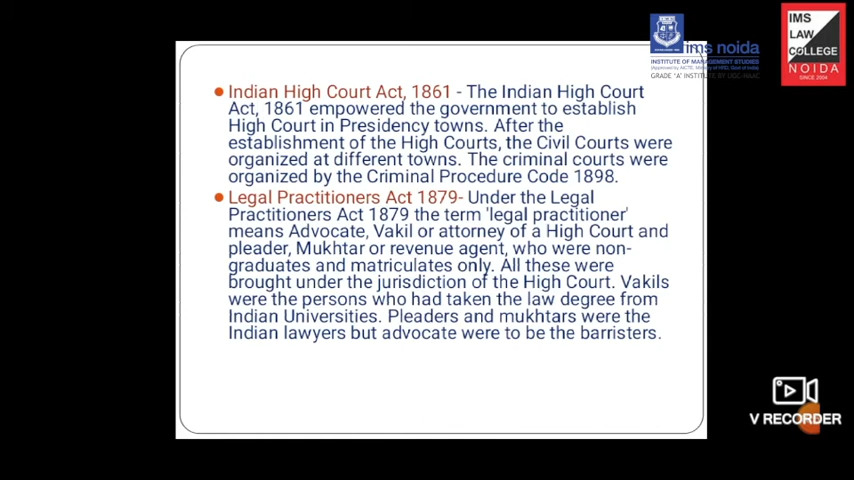 IMS
LAW
COLLEGE
NOIDA
SINCE 2004
ims noida
INSTITUTE OF MANAGEMENT STUDIES
GRADE "A" INSTITUTE BY UGC-NAAC
Indian High Court Act, 1861 - The Indian High Court
Act, 1861 empowered the government to establish
High Court in Presidency towns. After the
establishment of the High Courts, the Civil Courts were
organized at different towns. The criminal courts were
organized by the Criminal Procedure Code 1898.
Legal Practitioners Act 1879- Under the Legal
Practitioners Act 1879 the term 'legal practitioner'
means Advocate, Vakil or attorney of a High Court and
pleader, Mukhtar or revenue agent, who were non-
graduates and matriculates only. All these were
brought under the jurisdiction of the High Court. Vakils
were the persons who had taken the law degree from
Indian Universities. Pleaders and mukhtars were the
Indian lawyers but advocate were to be the barristers.
V RECORDER